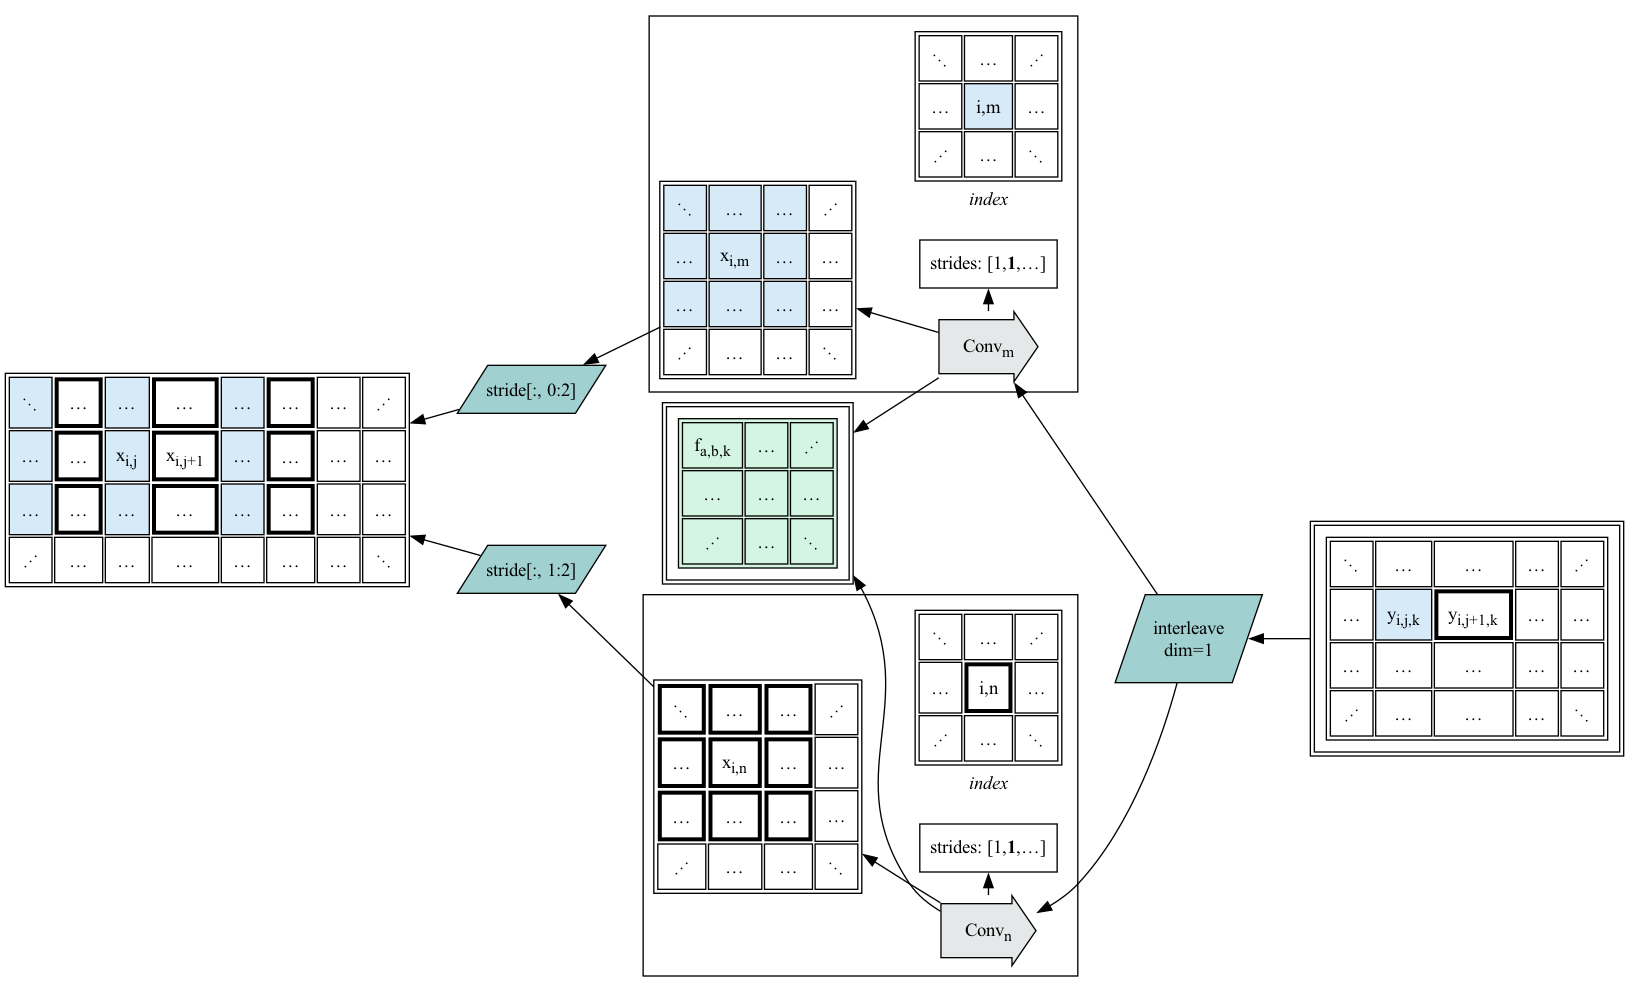 ⋱ … … … … … … ⋰
… … x_{i,j} x_{i,j+1} … … … …
… … … … … … … …
⋰ … … … … … … ⋱
stride[:, 0:2]
stride[:, 1:2]
⋱ … ⋰
… i,m …
⋰ … ⋱
index
⋱ … … ⋰
… x_{i,m} … …
… … … …
⋰ … … ⋱
strides: [1,1,…]
Conv_m
f_{a,b,k} … ⋰
… … …
⋰ … ⋱
⋱ … ⋰
… i,n …
⋰ … ⋱
index
⋱ … … ⋰
… x_{i,n} … …
… … … …
⋰ … … ⋱
strides: [1,1,…]
Conv_n
interleave
dim=1
⋱ … … … ⋰
… y_{i,j,k} y_{i,j+1,k} … …
… … … … …
⋰ … … … ⋱